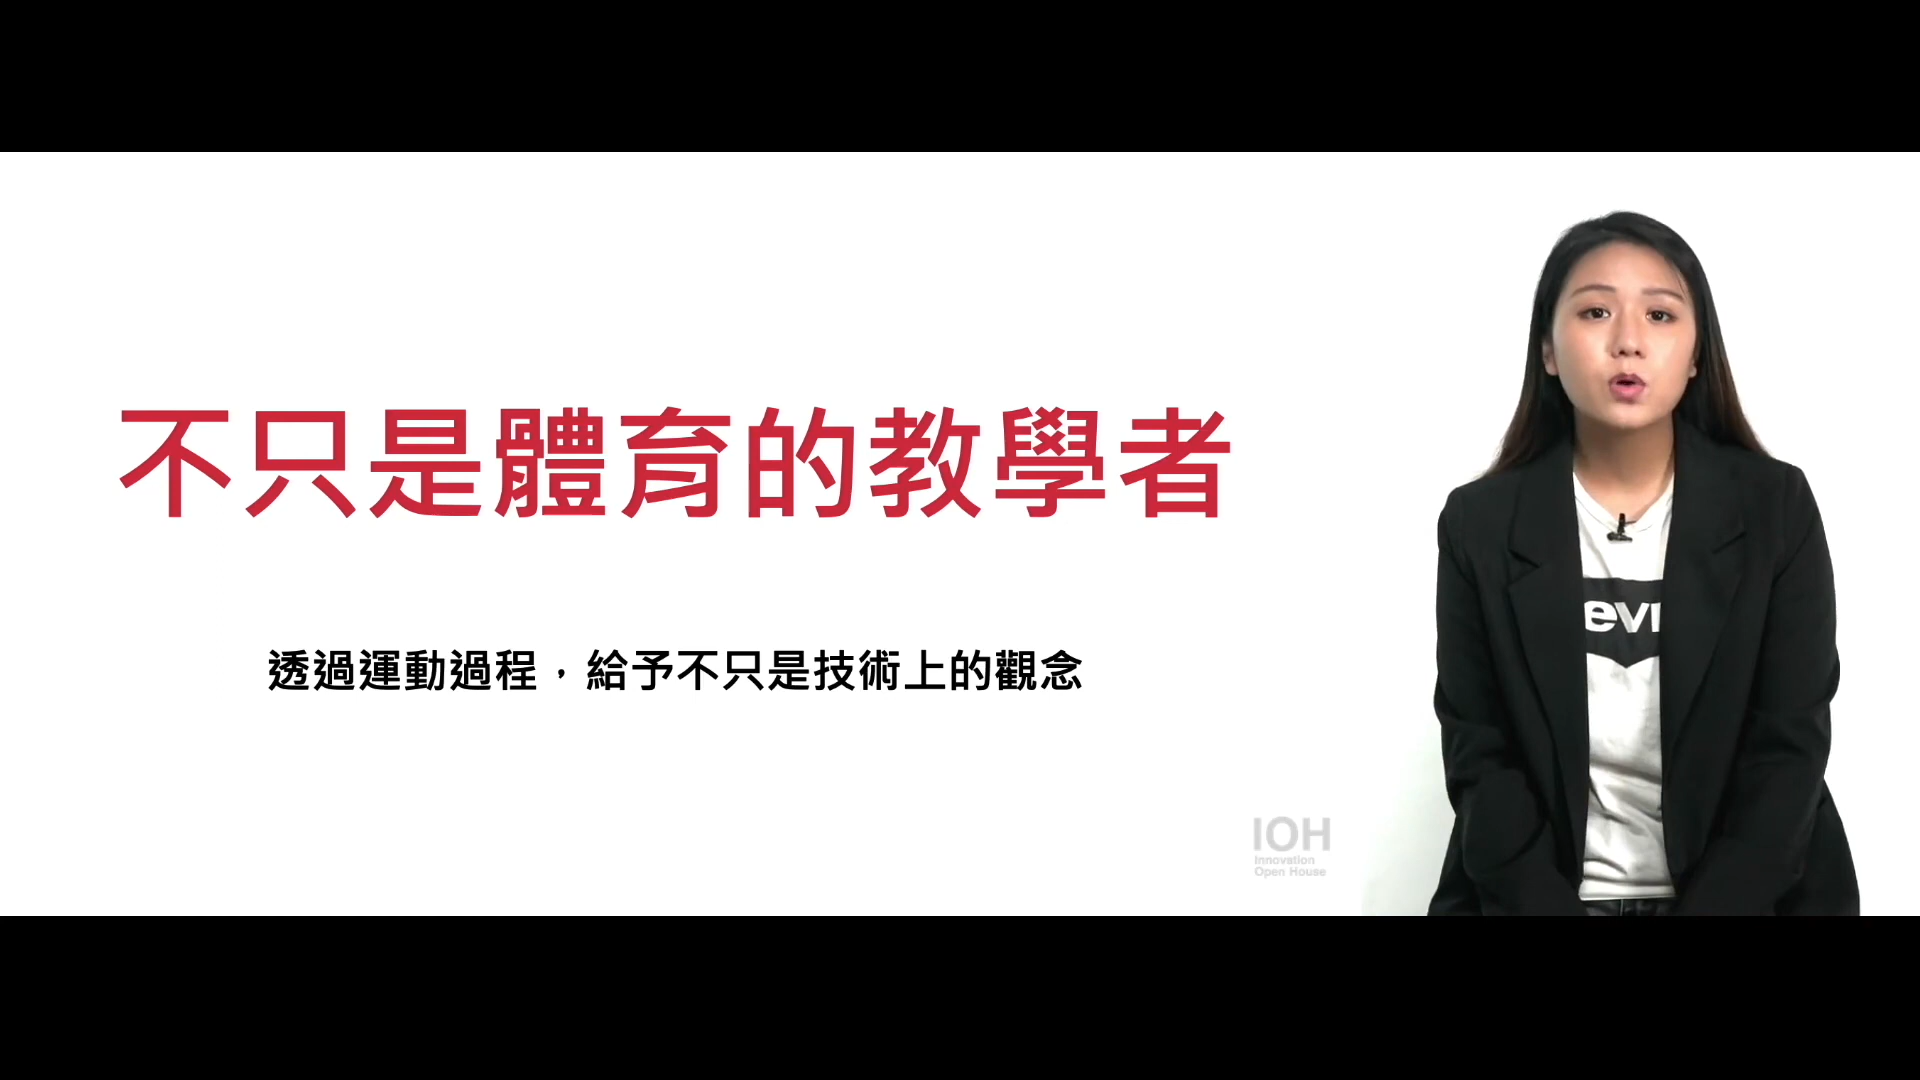 不只是體育的教學者
透過運動過程，給予不只是技術上的觀念
evi
IOH
Innovation
Open House